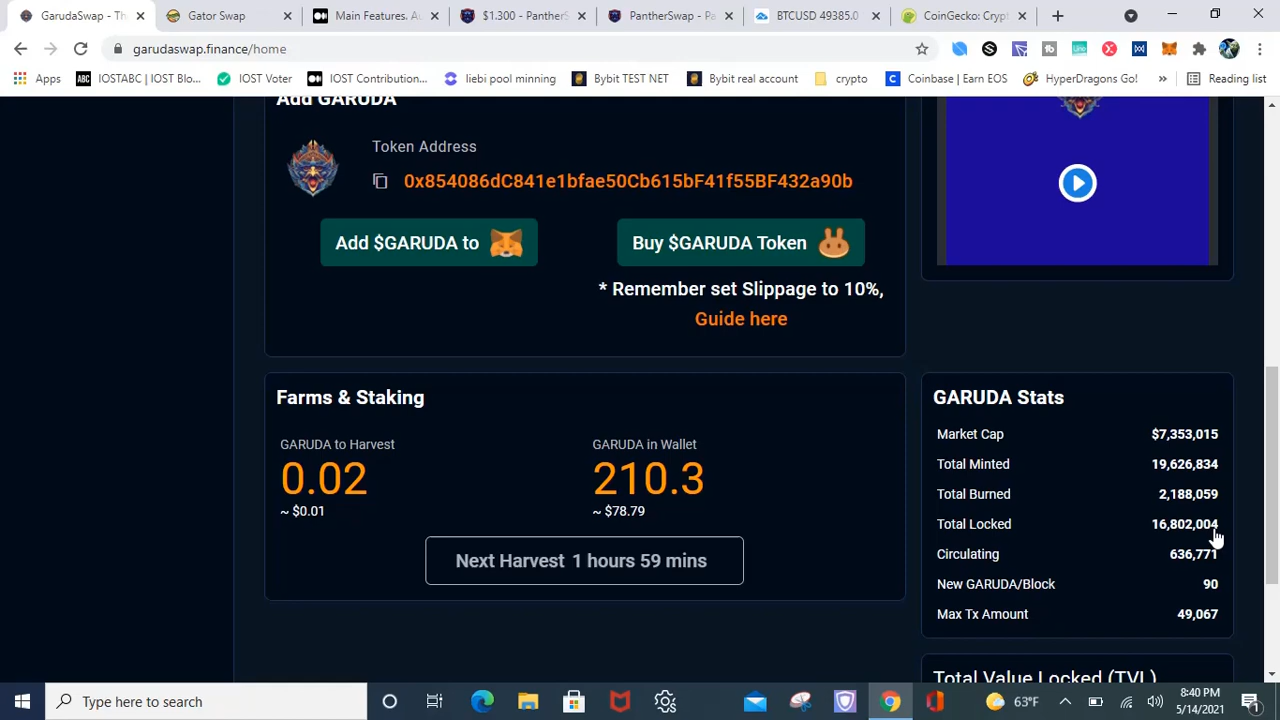 GarudaSwap - Th
Gator Swap
Main Features. A
$1.300 - PantherS
PantherSwap - Pa
BTCUSD 49385.0
CoinGecko: Cryp
garudaswap.finance/home
Apps
ABC
IOSTABC | IOST Blo...
IOST Voter
IOST Contribution...
liebi pool minning
Bybit TEST NET
Bybit real account
crypto
Coinbase | Earn EOS
HyperDragons Go!
Reading list
Add GARUDA
Token Address
0x854086dC841e1bfae50Cb615bF41f55BF432a90b
Add $GARUDA to
Buy $GARUDA Token
* Remember set Slippage to 10%,
Guide here
Farms & Staking
GARUDA to Harvest
0.02
~ $0.01
GARUDA in Wallet
210.3
~ $78.79
Next Harvest 1 hours 59 mins
GARUDA Stats
Market Cap $7,353,015
Total Minted 19,626,834
Total Burned 2,188,059
Total Locked 16,802,004
Circulating 636,771
New GARUDA/Block 90
Max Tx Amount 49,067
Total Value Locked (TVL)
Type here to search
63°F
8:40 PM
5/14/2021